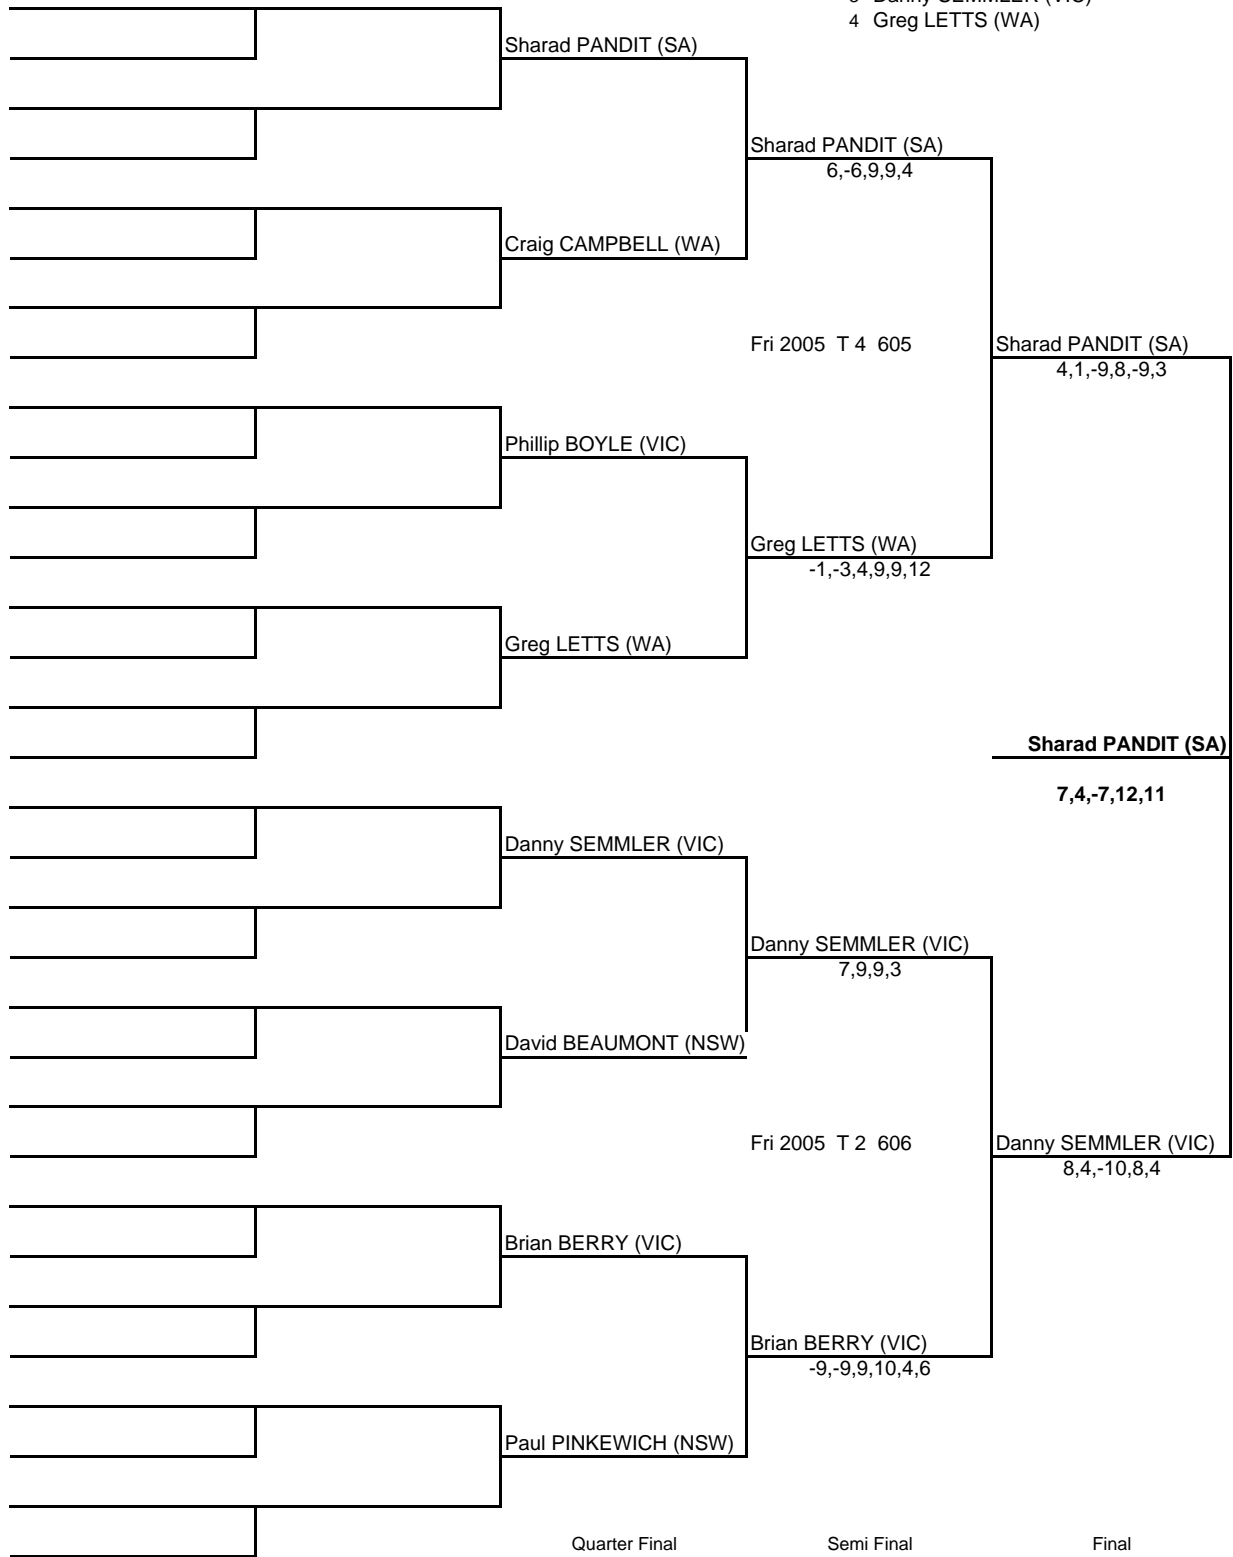 4 Greg LETTS (WA)
Sharad PANDIT (SA)
Sharad PANDIT (SA)
6,-6,9,9,4
Craig CAMPBELL (WA)
Fri 2005 T 4 605
Sharad PANDIT (SA)
4,1,-9,8,-9,3
Phillip BOYLE (VIC)
Greg LETTS (WA)
-1,-3,4,9,9,12
Greg LETTS (WA)
Sharad PANDIT (SA)
7,4,-7,12,11
Danny SEMMLER (VIC)
Danny SEMMLER (VIC)
7,9,9,3
David BEAUMONT (NSW)
Fri 2005 T 2 606
Danny SEMMLER (VIC)
8,4,-10,8,4
Brian BERRY (VIC)
Brian BERRY (VIC)
-9,-9,9,10,4,6
Paul PINKEWICH (NSW)
Quarter Final Semi Final Final